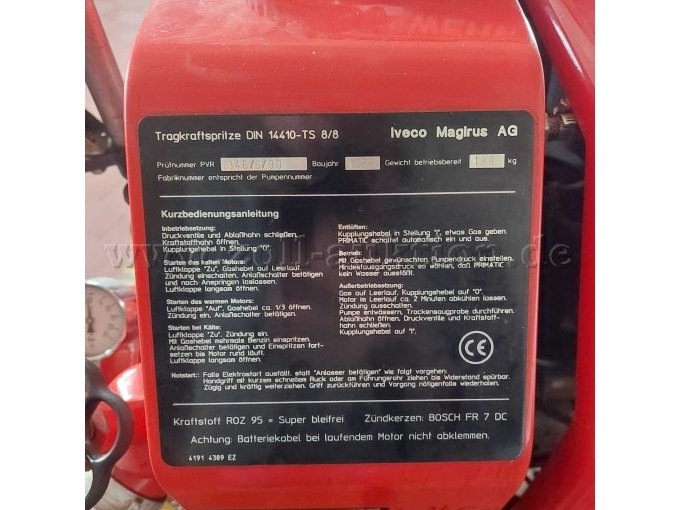 Tragkraftspritze DIN 14410-TS 8/8 Iveco Magirus AG
Prüfnummer PVR Baujahr Gewicht betriebsbereit 189 kg
Fabriknummer entspricht der Pumpennummer
Kurzbedienungsanleitung
Inbetriebsetzung:
Druckventile und Ablaßhahn schließen.
Kraftstoffhahn öffnen.
Kupplungshebel in Stellung "0".
Starten des kalten Motors:
Luftklappe "Zu", Gashebel auf Leerlauf.
Zündung einschalten, Anlaßschalter betätigen
und nach Anspringen loslassen.
Luftklappe langsam öffnen.
Starten des warmen Motors:
Luftklappe "Auf", Gashebel ca. 1/3 öffnen.
Zündung ein, Anlaßschalter betätigen.
Starten bei Kälte:
Luftklappe "Zu", Zündung ein.
Mit Gashebel mehrmals Benzin einspritzen.
Anlaßschalter betätigen und Einspritzen fort-
setzen bis Motor rund läuft.
Luftklappe langsam öffnen.
Entlüften:
Kupplungshebel in Stellung "I", etwas Gas geben.
PRIMATIC schaltet automatisch ein und aus.
Betrieb:
Mit Gashebel gewünschten Pumpendruck einstellen.
Mindestausgangsdruck so wählen, daß PRIMATIC
kein Wasser ausstößt.
Außerbetriebsetzung:
Gas auf Leerlauf, Kupplungshebel auf "0".
Motor im Leerlauf ca. 2 Minuten abkühlen lassen.
Zündung ausschalten.
Pumpe entwässern, Trockensaugprobe durchführen.
Ablaßhahn öffnen, Druckventile und Kraftstoff-
hahn schließen.
Kupplungshebel auf "I".
CE
Notstart: Falls Elektrostart ausfällt, statt "Anlasser betätigen" wie folgt vorgehen:
Handgriff mit kurzen schnellem Ruck oder am Führungsrohr ziehen bis Widerstand spürbar.
Zügig und kräftig weiterziehen. Griff zurückführen und Vorgang nötigenfalls wiederholen.
Kraftstoff ROZ 95 = Super bleifrei Zündkerzen: BOSCH FR 7 DC
Achtung: Batteriekabel bei laufendem Motor nicht abklemmen.
4191 4389 EZ